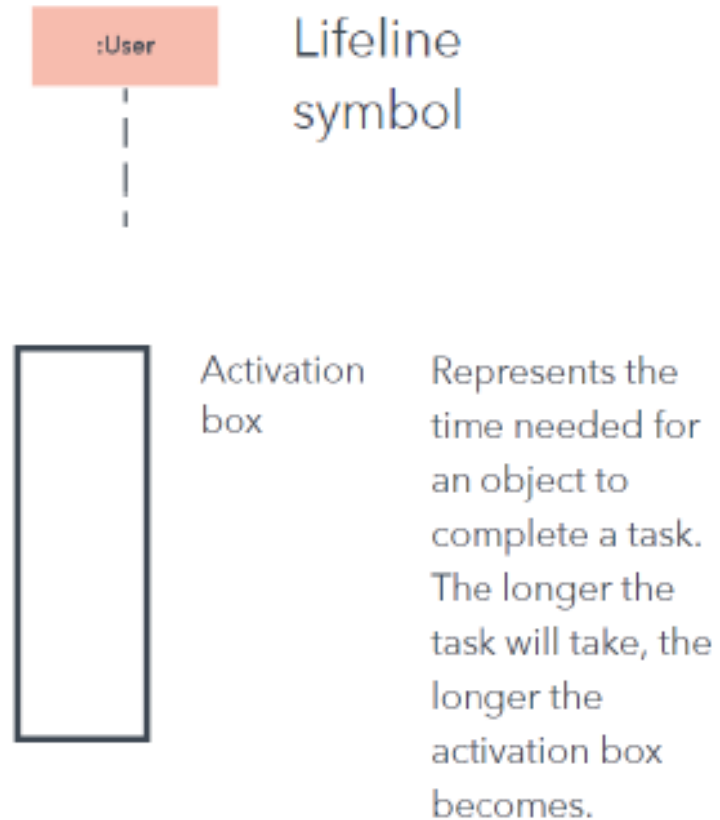 :User
Lifeline
symbol
Activation
box
Represents the
time needed for
an object to
complete a task.
The longer the
task will take, the
longer the
activation box
becomes.